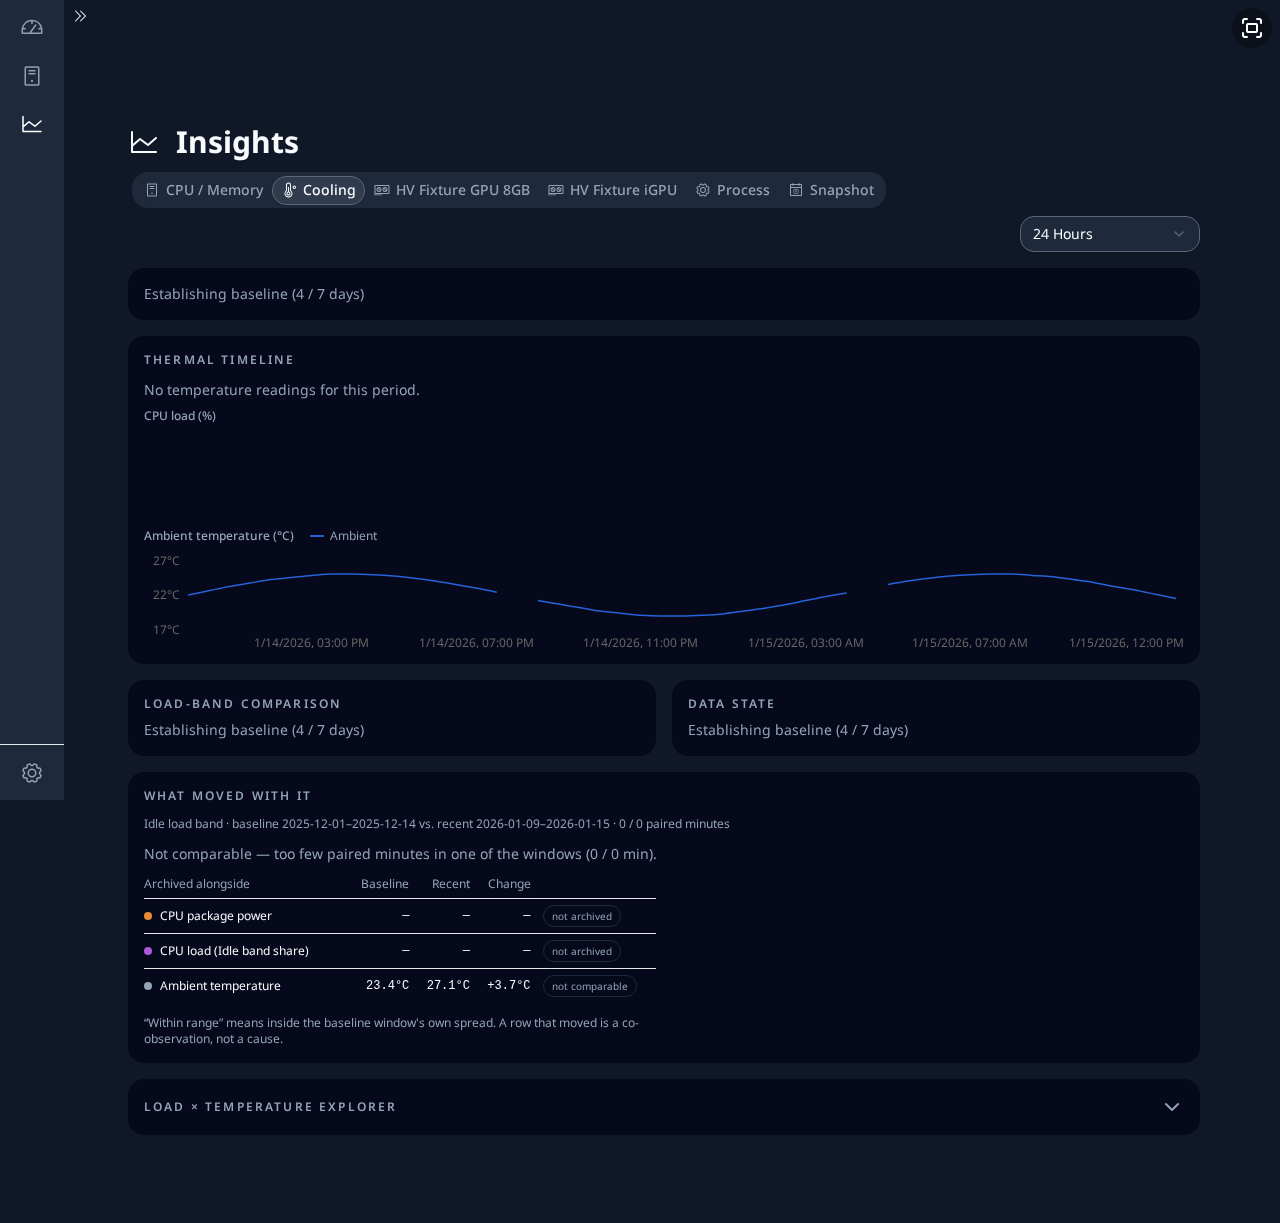 Insights
CPU / Memory
Cooling
HV Fixture GPU 8GB
HV Fixture iGPU
Process
Snapshot
24 Hours
Establishing baseline (4 / 7 days)
THERMAL TIMELINE
No temperature readings for this period.
CPU load (%)
Ambient temperature (°C)
Ambient
27°C
22°C
17°C
1/14/2026, 03:00 PM
1/14/2026, 07:00 PM
1/14/2026, 11:00 PM
1/15/2026, 03:00 AM
1/15/2026, 07:00 AM
1/15/2026, 12:00 PM
LOAD-BAND COMPARISON
Establishing baseline (4 / 7 days)
DATA STATE
Establishing baseline (4 / 7 days)
WHAT MOVED WITH IT
Idle load band · baseline 2025-12-01–2025-12-14 vs. recent 2026-01-09–2026-01-15 · 0 / 0 paired minutes
Not comparable — too few paired minutes in one of the windows (0 / 0 min).
Archived alongside Baseline Recent Change
CPU package power — — — not archived
CPU load (Idle band share) — — — not archived
Ambient temperature 23.4°C 27.1°C +3.7°C not comparable
“Within range” means inside the baseline window's own spread. A row that moved is a co-
observation, not a cause.
LOAD × TEMPERATURE EXPLORER